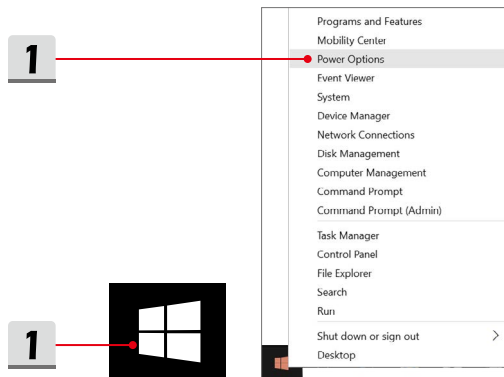 1
Programs and Features
Mobility Center
Power Options
Event Viewer
System
Device Manager
Network Connections
Disk Management
Computer Management
Command Prompt
Command Prompt (Admin)
Task Manager
Control Panel
File Explorer
Search
Run
Shut down or sign out
Desktop
1